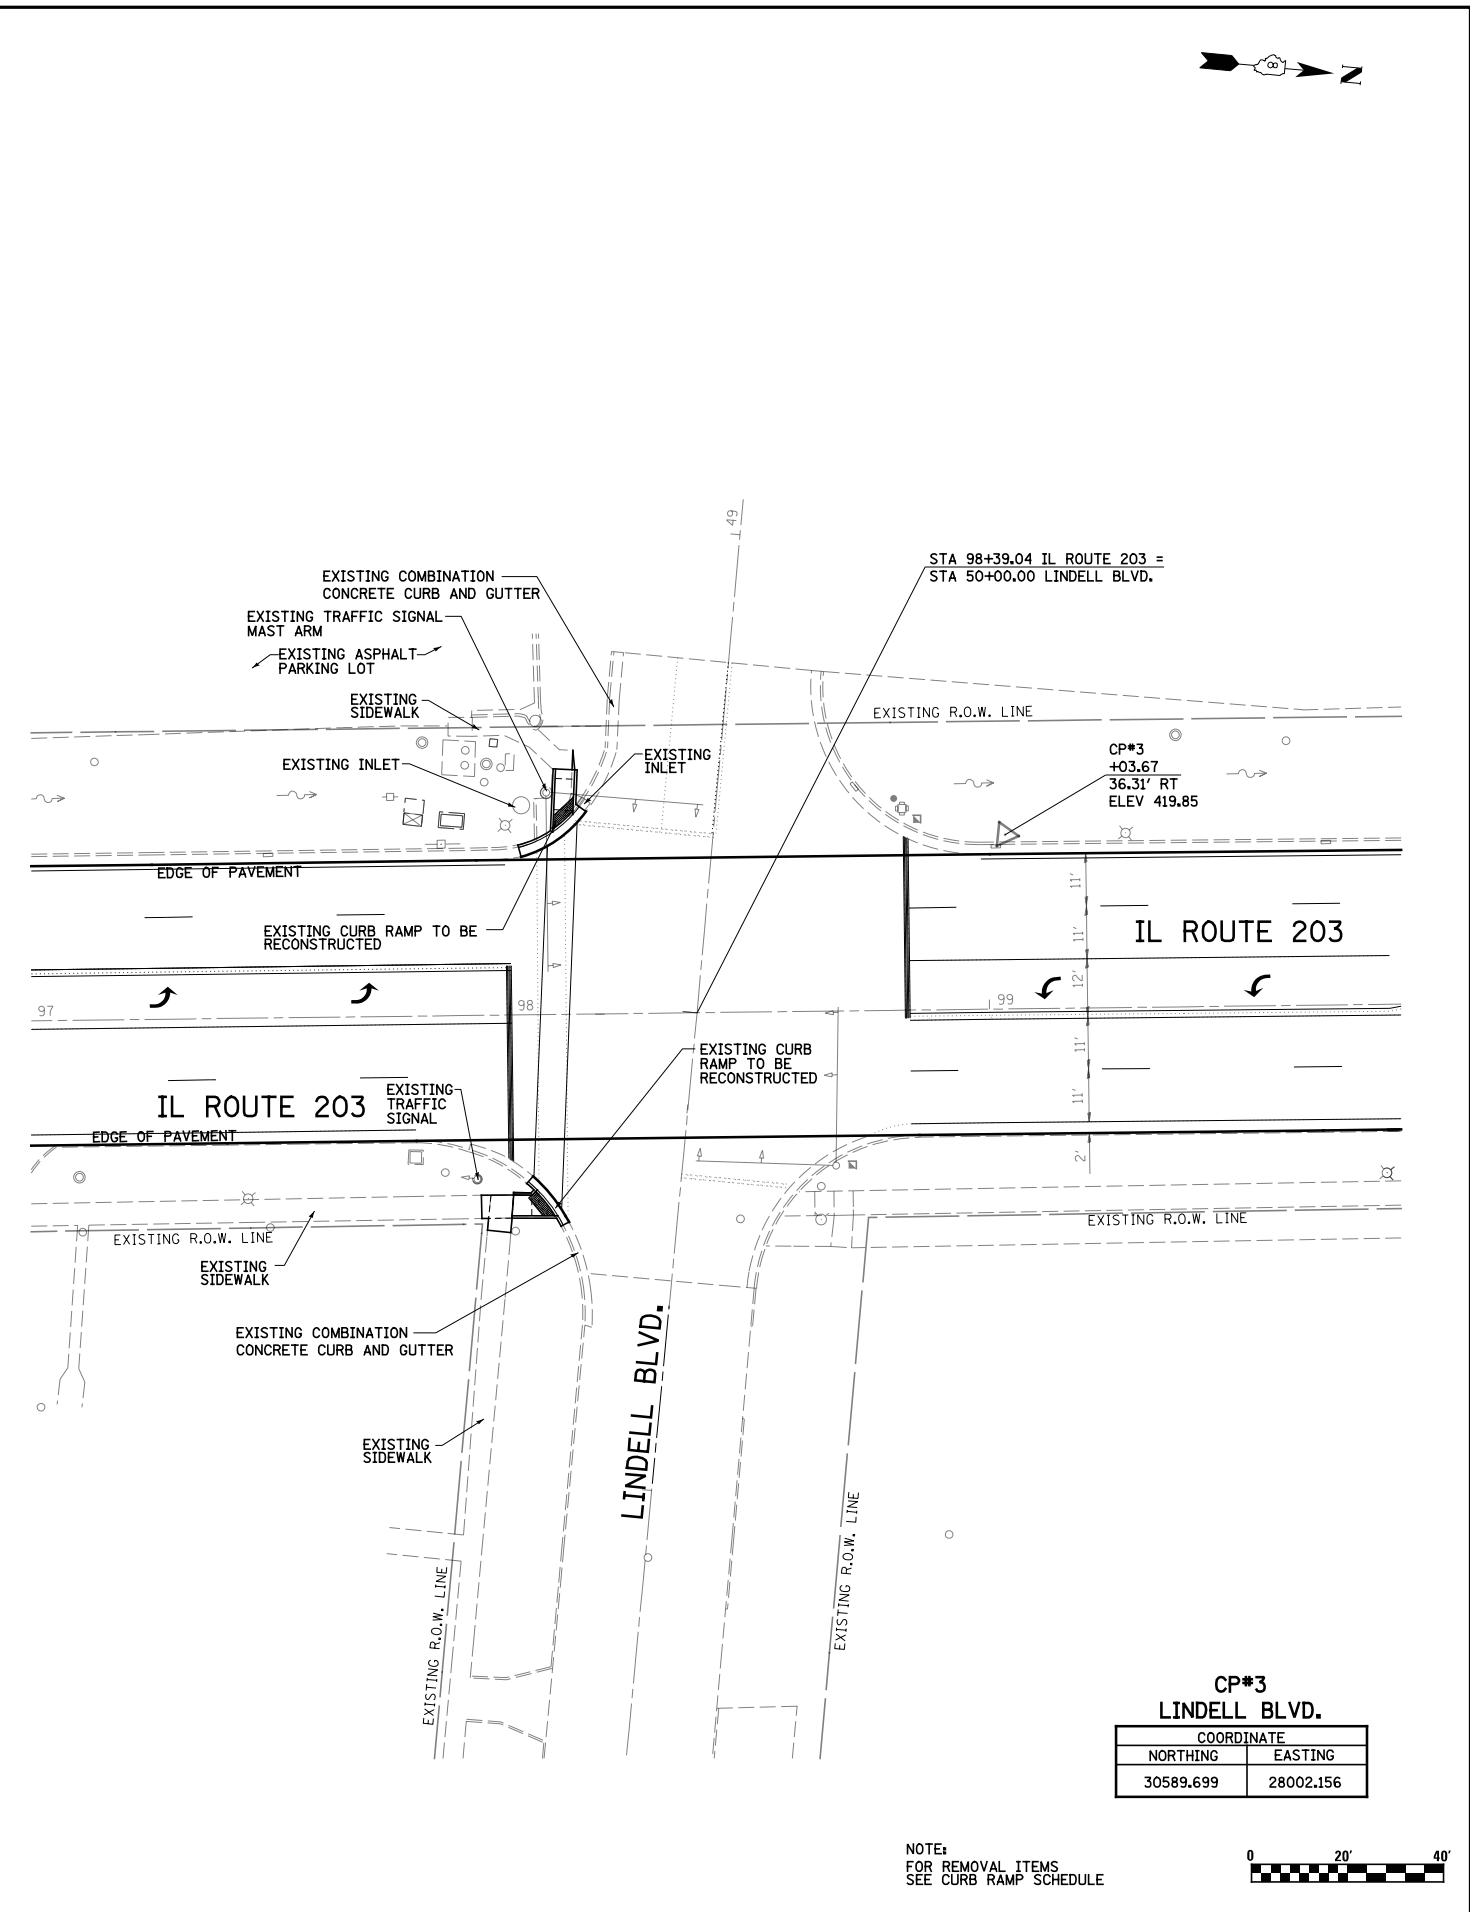 N
49
STA 98+39.04 IL ROUTE 203 =
STA 50+00.00 LINDELL BLVD.
EXISTING COMBINATION
CONCRETE CURB AND GUTTER
EXISTING TRAFFIC SIGNAL
MAST ARM
EXISTING ASPHALT
PARKING LOT
EXISTING
SIDEWALK
EXISTING R.O.W. LINE
EXISTING INLET
EXISTING
INLET
CP#3
+03.67
36.31' RT
ELEV 419.85
EDGE OF PAVEMENT
11'
11'
12'
11'
11'
2'
IL ROUTE 203
EXISTING CURB RAMP TO BE
RECONSTRUCTED
97
98
99
EXISTING CURB
RAMP TO BE
RECONSTRUCTED
EXISTING
TRAFFIC
SIGNAL
IL ROUTE 203
EDGE OF PAVEMENT
EXISTING R.O.W. LINE
EXISTING R.O.W. LINE
EXISTING
SIDEWALK
EXISTING COMBINATION
CONCRETE CURB AND GUTTER
LINDELL BLVD.
EXISTING
SIDEWALK
EXISTING R.O.W. LINE
EXISTING R.O.W. LINE
CP#3
LINDELL BLVD.
COORDINATE
NORTHING EASTING
30589.699 28002.156
NOTE:
FOR REMOVAL ITEMS
SEE CURB RAMP SCHEDULE
0 20' 40'